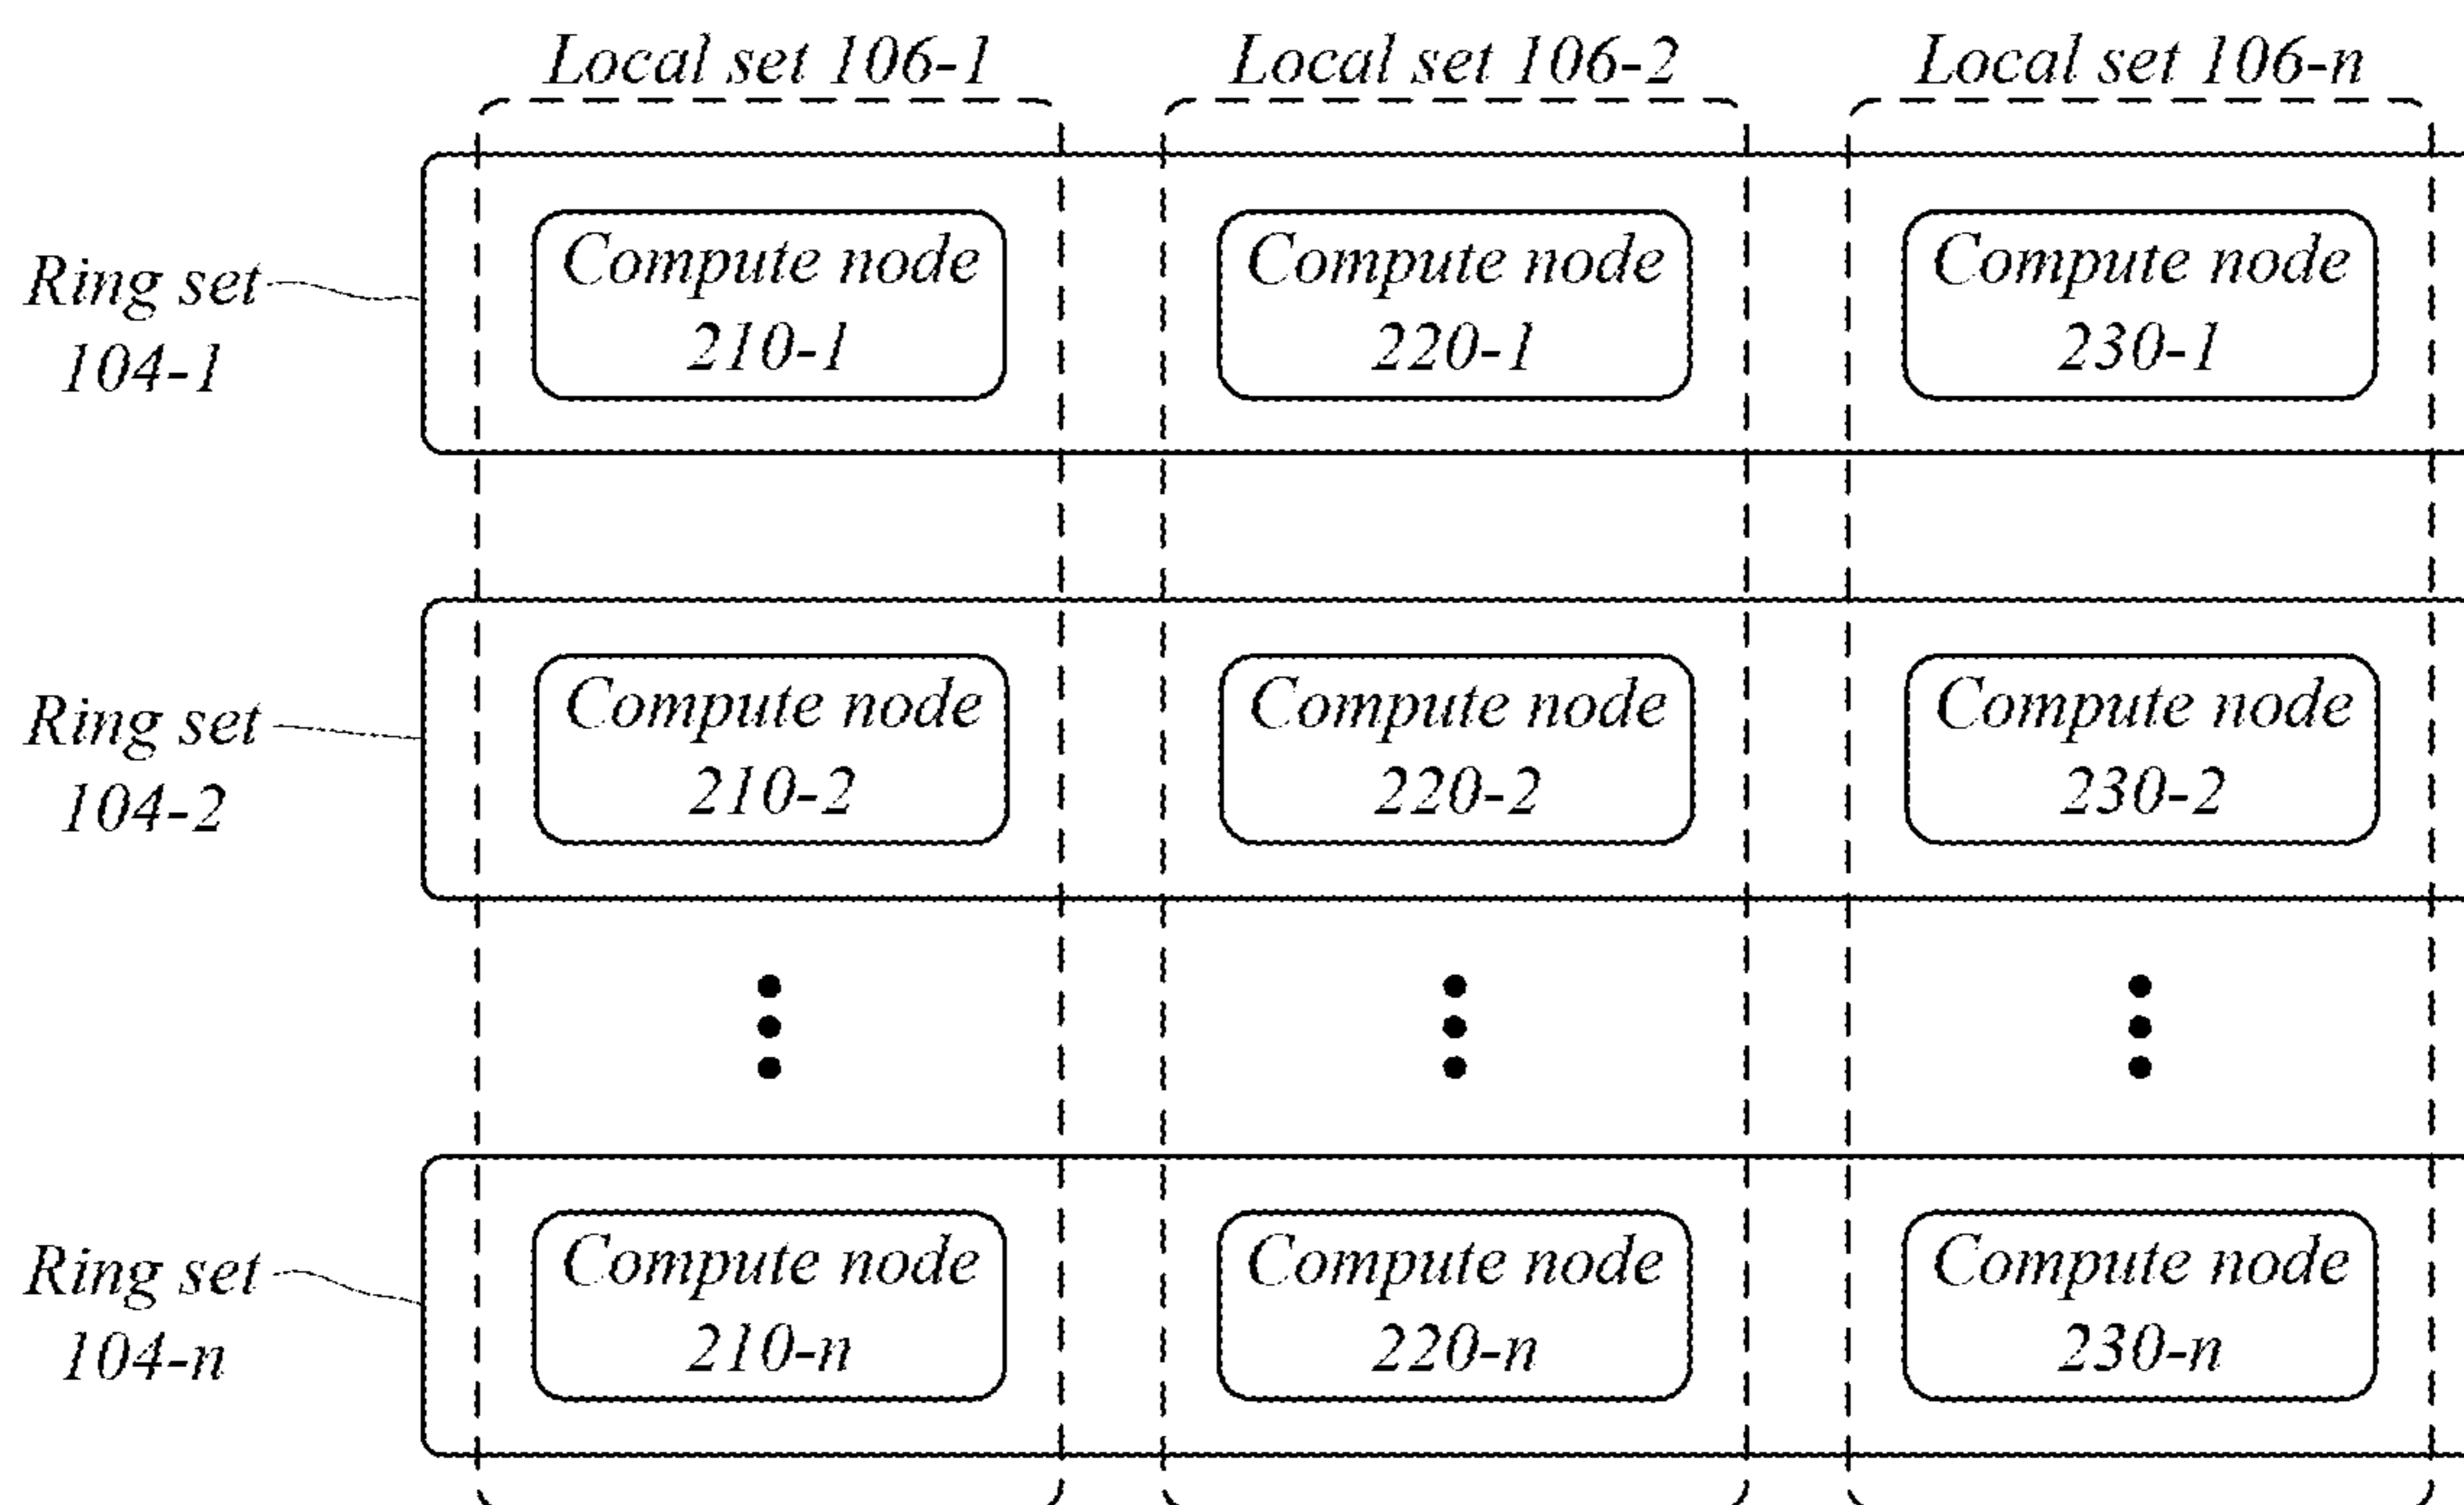 Local set 106-1
Local set 106-2
Local set 106-n
Ring set
104-1
Compute node
210-1
Compute node
220-1
Compute node
230-1
Ring set
104-2
Compute node
210-2
Compute node
220-2
Compute node
230-2
Ring set
104-n
Compute node
210-n
Compute node
220-n
Compute node
230-n